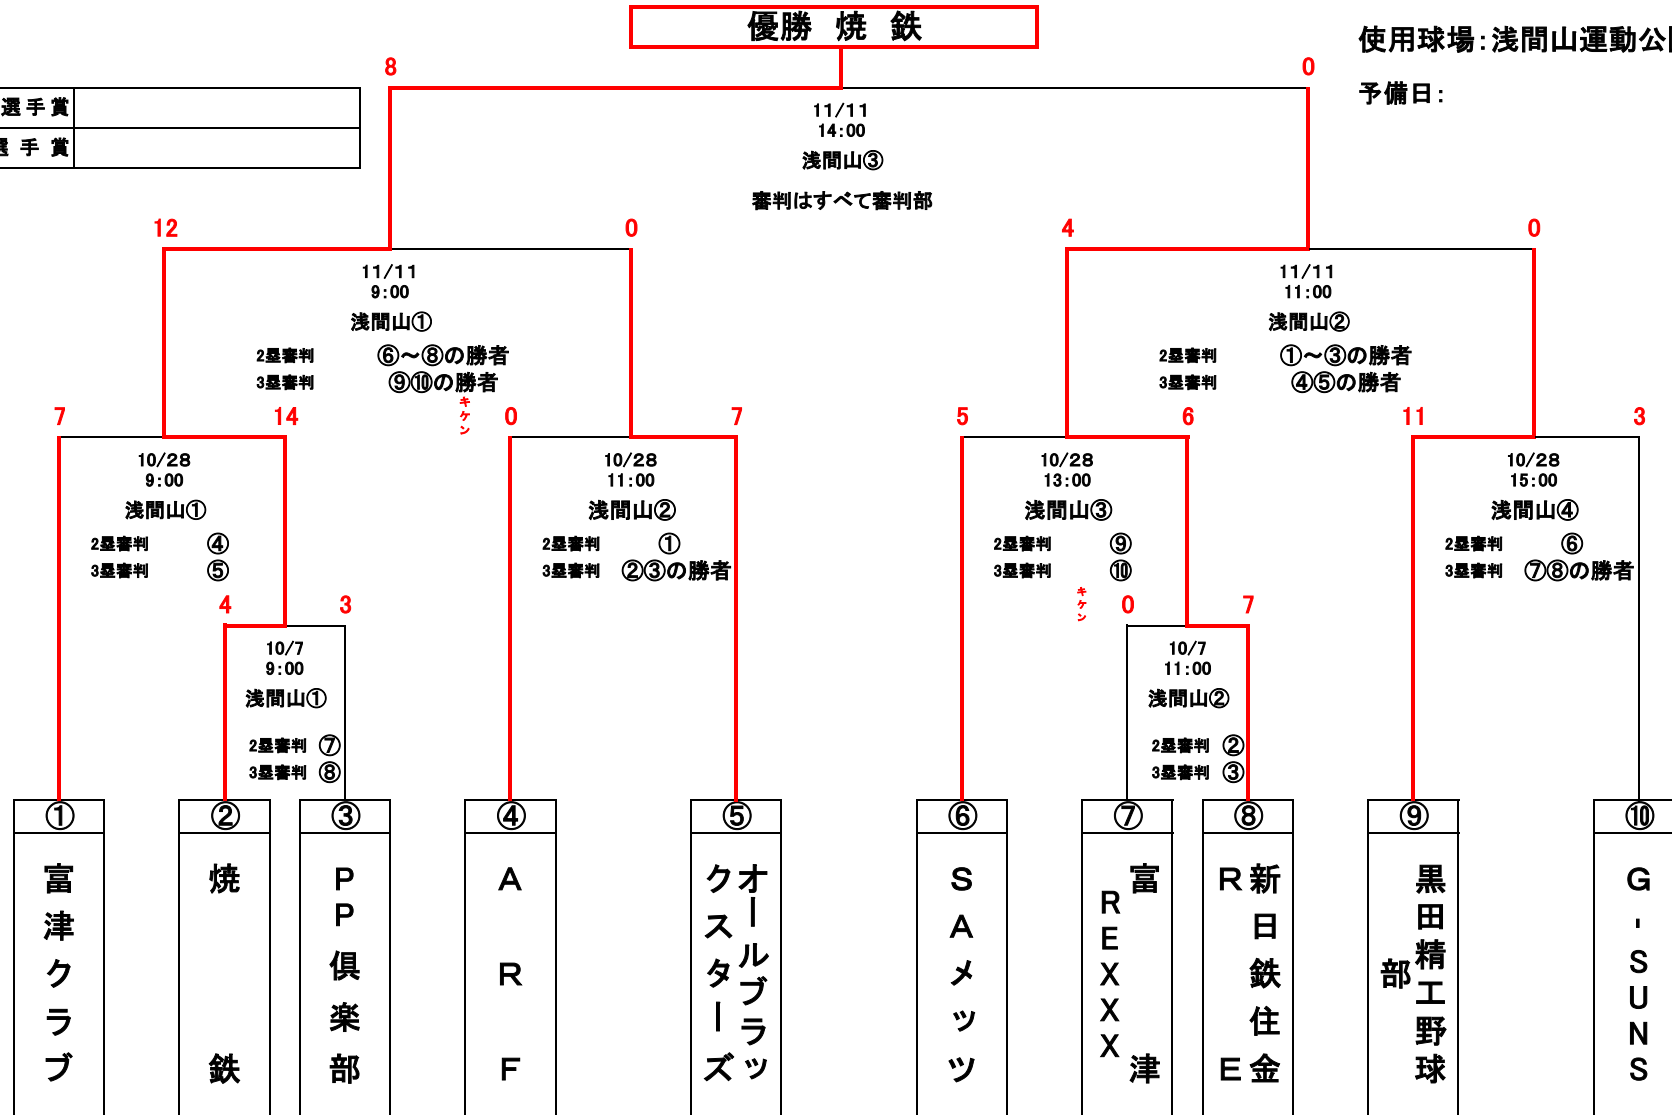 優勝 焼 鉄
使用球場：浅間山運動公
予備日：
選手賞
選手賞
8
0
11/11
14:00
浅間山③
審判はすべて審判部
12
0
4
0
11/11
9:00
浅間山①
2塁審判 ⑥～⑧の勝者
3塁審判 ⑨⑩の勝者
11/11
11:00
浅間山②
2塁審判 ①～③の勝者
3塁審判 ④⑤の勝者
7
14
キケン
0
7
5
6
11
3
10/28
9:00
浅間山①
2塁審判 ④
3塁審判 ⑤
10/28
11:00
浅間山②
2塁審判 ①
3塁審判 ②③の勝者
10/28
13:00
浅間山③
2塁審判 ⑨
3塁審判 ⑩
10/28
15:00
浅間山④
2塁審判 ⑥
3塁審判 ⑦⑧の勝者
4
3
キケン
0
7
10/7
9:00
浅間山①
2塁審判 ⑦
3塁審判 ⑧
10/7
11:00
浅間山②
2塁審判 ②
3塁審判 ③
①
富津クラブ
②
焼鉄
③
PP倶楽部
④
ARF
⑤
オールブラッ
クスターズ
⑥
SAメッツ
⑦
富津
REXXX
⑧
新日鉄住金
RE
⑨
黒田精工野球
部
⑩
G-SUNS